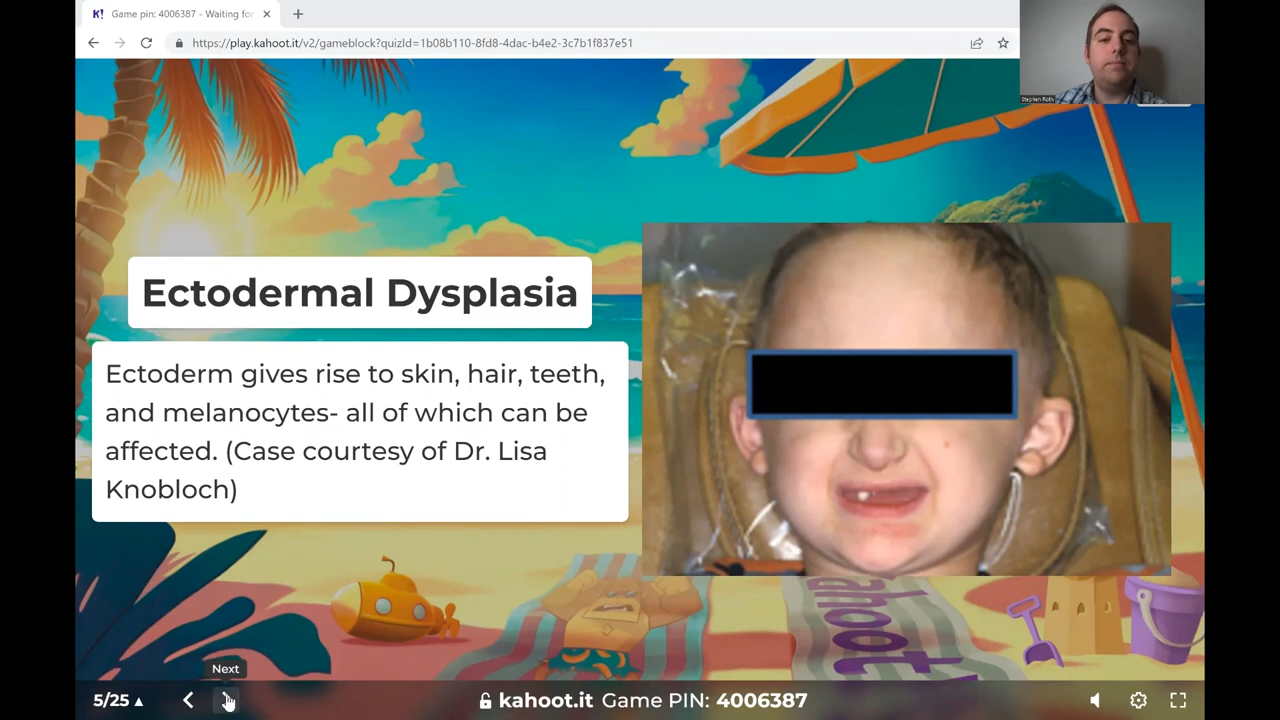 K! Game pin: 4006387 - Waiting for
https://play.kahoot.it/v2/gameblock?quizId=1b08b110-8fd8-4dac-b4e2-3c7b1f837e51
Stephen Roth
Ectodermal Dysplasia
Ectoderm gives rise to skin, hair, teeth,
and melanocytes- all of which can be
affected. (Case courtesy of Dr. Lisa
Knobloch)
Kahoot
Next
5/25
kahoot.it Game PIN: 4006387